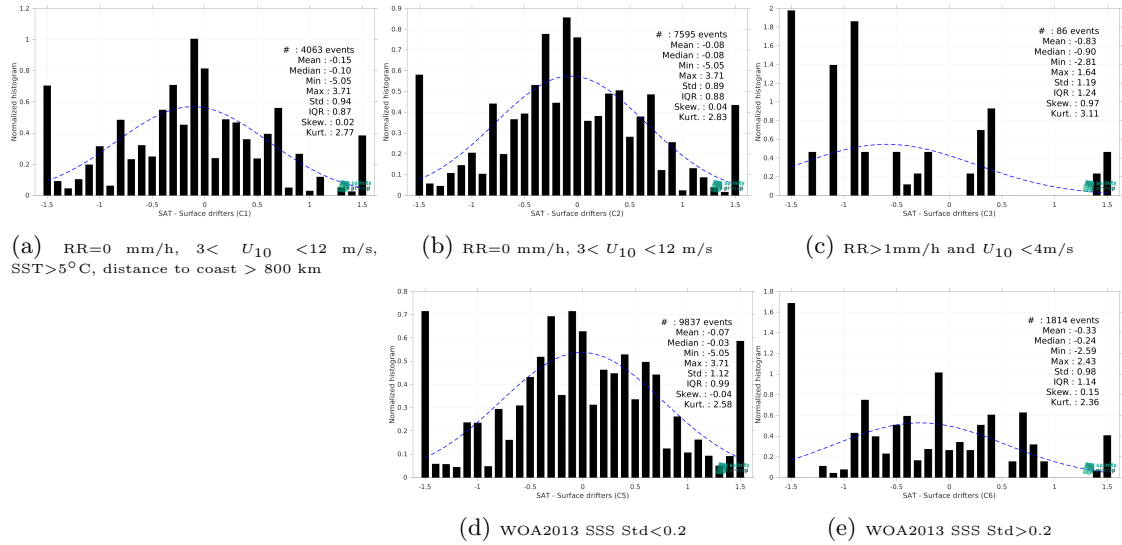 1.2
1
0.8
0.6
0.4
0.2
0
-1.5 -1 -0.5 0 0.5 1 1.5
Normalized histogram
SAT - Surface drifters (C1)
# : 4063 events
Mean : -0.15
Median : -0.10
Min : -5.05
Max : 3.71
Std : 0.94
IQR : 0.87
Skew. : 0.02
Kurt. : 2.77
(a) RR=0 mm/h, 3< U10 <12 m/s,
SST>5°C, distance to coast > 800 km
0.9
0.8
0.7
0.6
0.5
0.4
0.3
0.2
0.1
0
-1.5 -1 -0.5 0 0.5 1 1.5
Normalized histogram
SAT - Surface drifters (C2)
# : 7595 events
Mean : -0.08
Median : -0.08
Min : -5.05
Max : 3.71
Std : 0.89
IQR : 0.88
Skew. : 0.04
Kurt. : 2.83
(b) RR=0 mm/h, 3< U10 <12 m/s
2
1.8
1.6
1.4
1.2
1
0.8
0.6
0.4
0.2
0
-1.5 -1 -0.5 0 0.5 1 1.5
Normalized histogram
SAT - Surface drifters (C3)
# : 86 events
Mean : -0.83
Median : -0.90
Min : -2.81
Max : 1.64
Std : 1.19
IQR : 1.24
Skew. : 0.97
Kurt. : 3.11
(c) RR>1mm/h and U10 <4m/s
0.8
0.7
0.6
0.5
0.4
0.3
0.2
0.1
0
-1.5 -1 -0.5 0 0.5 1 1.5
Normalized histogram
SAT - Surface drifters (C5)
# : 9837 events
Mean : -0.07
Median : -0.03
Min : -5.05
Max : 3.71
Std : 1.12
IQR : 0.99
Skew. : -0.04
Kurt. : 2.58
(d) WOA2013 SSS Std<0.2
1.8
1.6
1.4
1.2
1
0.8
0.6
0.4
0.2
0
-1.5 -1 -0.5 0 0.5 1 1.5
Normalized histogram
SAT - Surface drifters (C6)
# : 1814 events
Mean : -0.33
Median : -0.24
Min : -2.59
Max : 2.43
Std : 0.98
IQR : 1.14
Skew. : 0.15
Kurt. : 2.36
(e) WOA2013 SSS Std>0.2